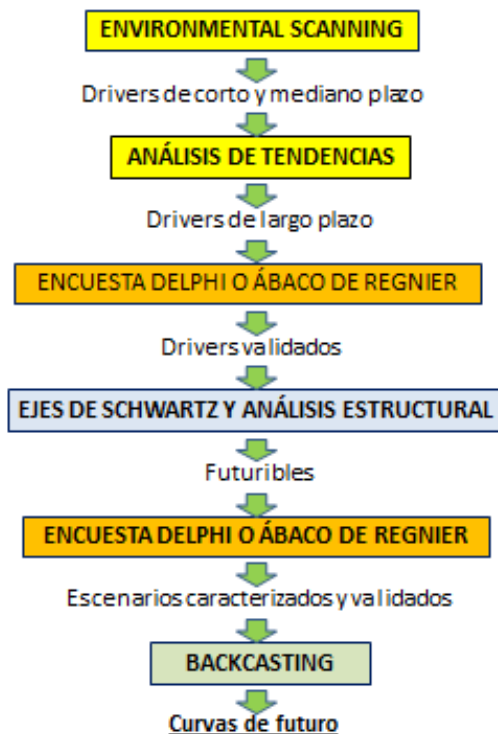 ENVIRONMENTAL SCANNING
Drivers de corto y mediano plazo
ANÁLISIS DE TENDENCIAS
Drivers de largo plazo
ENCUESTA DELPHI O ÁBACO DE REGNIER
Drivers validados
EJES DE SCHWARTZ Y ANÁLISIS ESTRUCTURAL
Futuribles
ENCUESTA DELPHI O ÁBACO DE REGNIER
Escenarios caracterizados y validados
BACKCASTING
Curvas de futuro